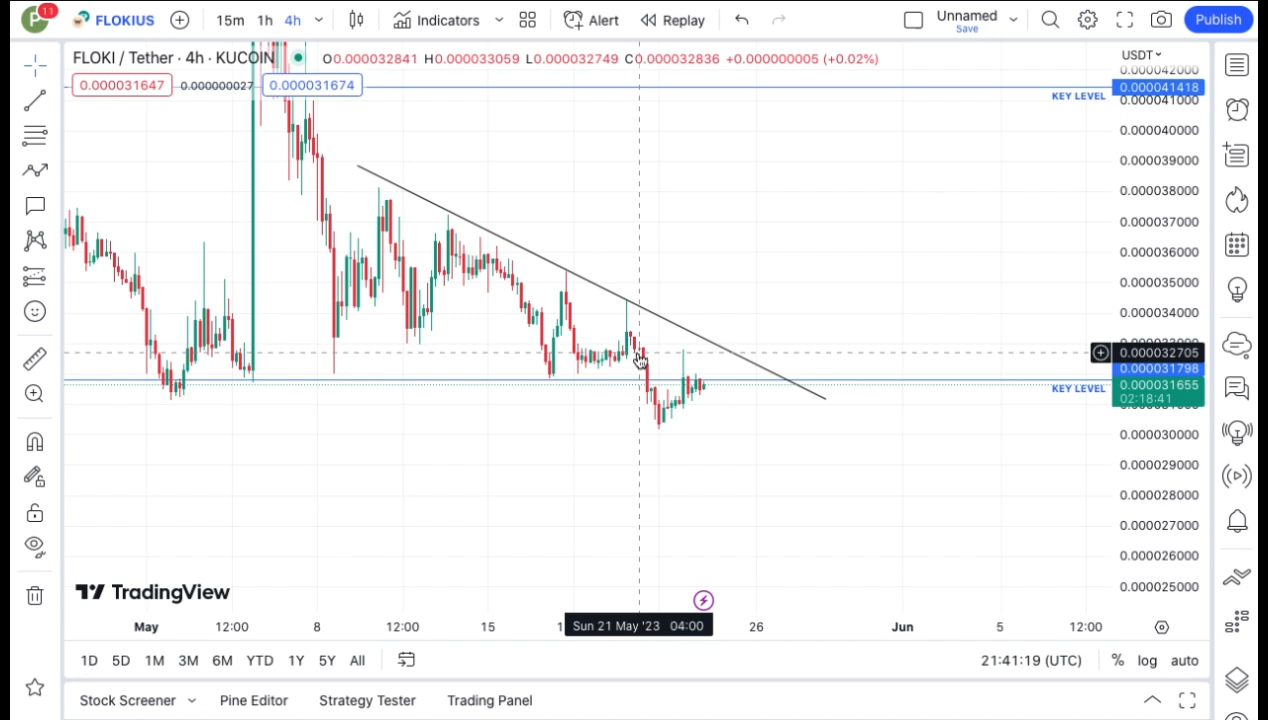 P 11 FLOKIUS 15m 1h 4h Indicators Alert Replay Unnamed Save Publish
FLOKI / Tether · 4h · KUCOIN O0.000032841 H0.000033059 L0.000032749 C0.000032836 +0.000000005 (+0.02%)
0.000031647 0.000000027 0.000031674
USDT
0.000042000
0.000041418
KEY LEVEL
0.000041000
0.000040000
0.000039000
0.000038000
0.000037000
0.000036000
0.000035000
0.000034000
0.000033000
0.000032705
0.000031798
KEY LEVEL
0.000031655
02:18:41
0.000030000
0.000029000
0.000028000
0.000027000
0.000026000
0.000025000
TradingView
May 12:00 8 12:00 15 Sun 21 May '23 04:00 26 Jun 5 12:00
1D 5D 1M 3M 6M YTD 1Y 5Y All 21:41:19 (UTC) % log auto
Stock Screener Pine Editor Strategy Tester Trading Panel